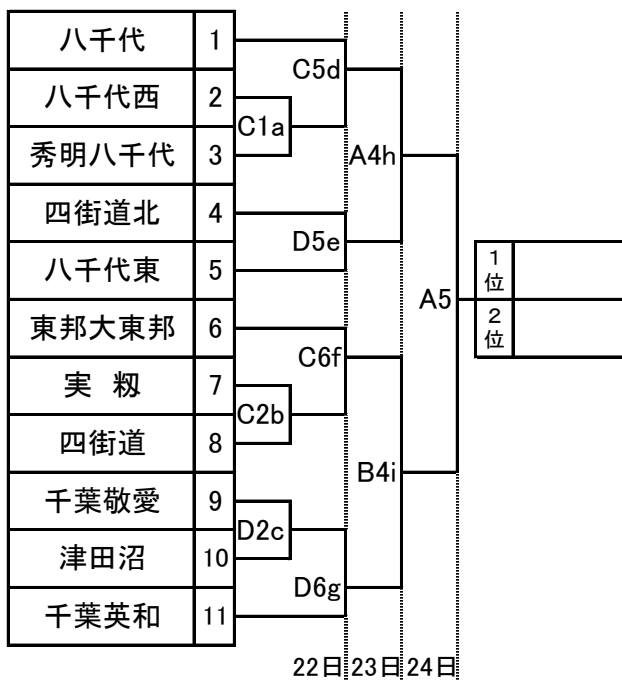 八千代 1
C5d
八千代西 2
C1a
秀明八千代 3
A4h
四街道北 4
D5e
八千代東 5
1位
A5
東邦大東邦 6
2位
C6f
実 籾 7
C2b
四街道 8
B4i
千葉敬愛 9
D2c
津田沼 10
D6g
千葉英和 11
22日 23日 24日